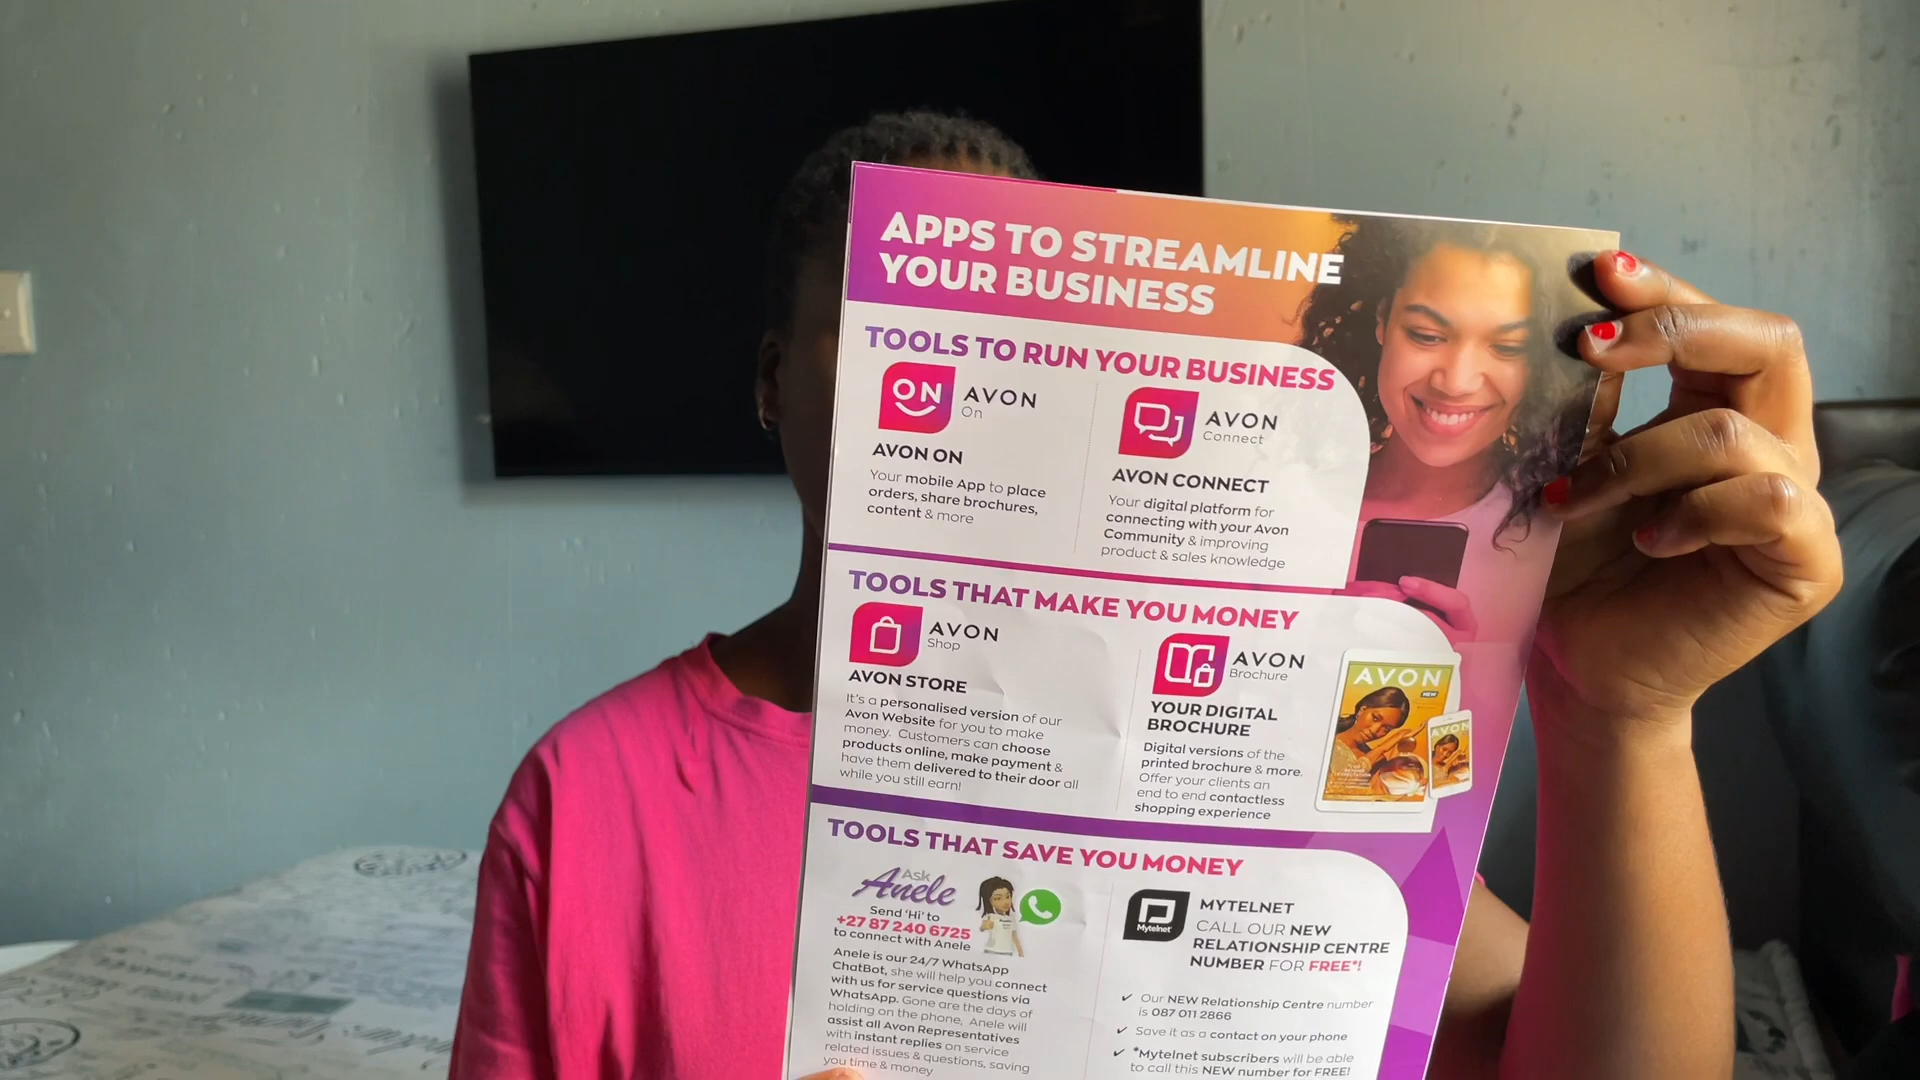 APPS TO STREAMLINE
YOUR BUSINESS
TOOLS TO RUN YOUR BUSINESS
ON
AVON
On
AVON ON
Your mobile App to place
orders, share brochures,
content & more
AVON
Connect
AVON CONNECT
Your digital platform for
connecting with your Avon
Community & improving
product & sales knowledge
TOOLS THAT MAKE YOU MONEY
AVON
Shop
AVON STORE
It's a personalised version of our
Avon Website for you to make
money. Customers can choose
products online, make payment &
have them delivered to their door all
while you still earn!
AVON
Brochure
YOUR DIGITAL
BROCHURE
Digital versions of the
printed brochure & more.
Offer your clients an
end to end contactless
shopping experience
AVON
NEW
AVON
TOOLS THAT SAVE YOU MONEY
Ask
Anele
Send 'Hi' to
+27 87 240 6725
to connect with Anele
Anele is our 24/7 WhatsApp
ChatBot, she will help you connect
with us for service questions via
WhatsApp. Gone are the days of
holding on the phone, Anele will
assist all Avon Representatives
with instant replies on service
related issues & questions, saving
you time & money
Mytelnet
MYTELNET
CALL OUR NEW
RELATIONSHIP CENTRE
NUMBER FOR FREE*!
✓ Our NEW Relationship Centre number
is 087 011 2866
✓ Save it as a contact on your phone
✓ *Mytelnet subscribers will be able
to call this NEW number for FREE!